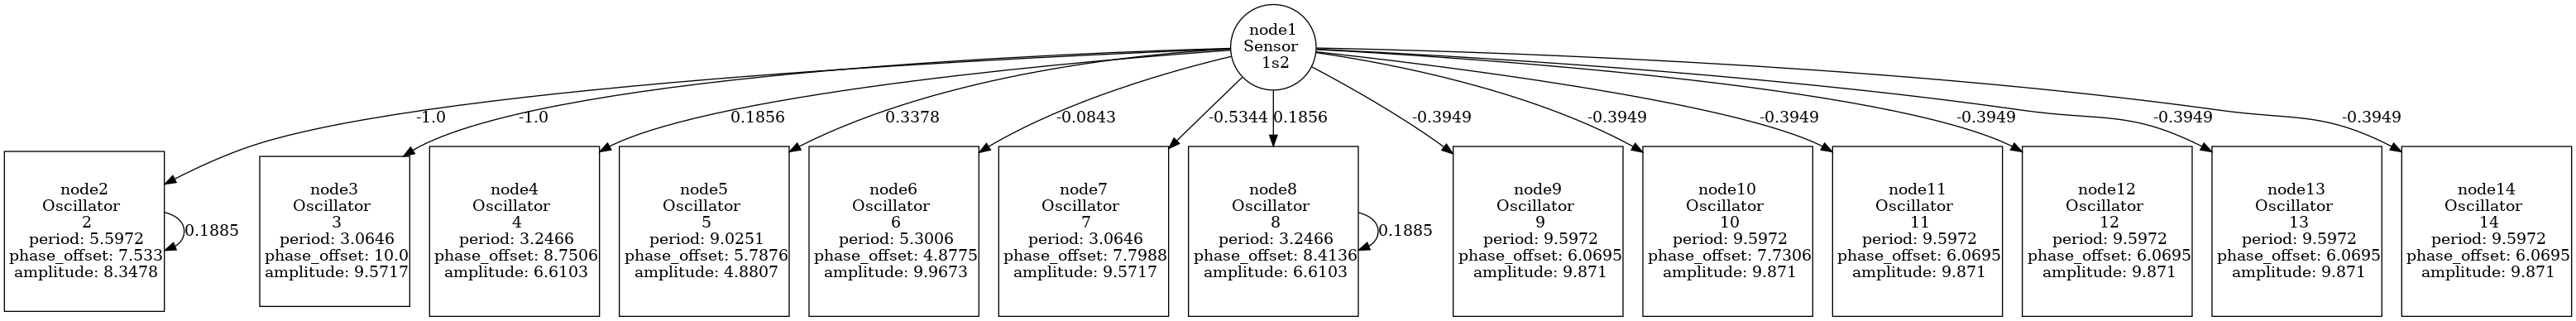 node1
Sensor
1s2
-1.0
-1.0
0.1856
0.3378
-0.0843
-0.5344
0.1856
-0.3949
-0.3949
-0.3949
-0.3949
-0.3949
-0.3949
node2
Oscillator
2
period: 5.5972
phase_offset: 7.533
amplitude: 8.3478
0.1885
node3
Oscillator
3
period: 3.0646
phase_offset: 10.0
amplitude: 9.5717
node4
Oscillator
4
period: 3.2466
phase_offset: 8.7506
amplitude: 6.6103
node5
Oscillator
5
period: 9.0251
phase_offset: 5.7876
amplitude: 4.8807
node6
Oscillator
6
period: 5.3006
phase_offset: 4.8775
amplitude: 9.9673
node7
Oscillator
7
period: 3.0646
phase_offset: 7.7988
amplitude: 9.5717
node8
Oscillator
8
period: 3.2466
phase_offset: 8.4136
amplitude: 6.6103
0.1885
node9
Oscillator
9
period: 9.5972
phase_offset: 6.0695
amplitude: 9.871
node10
Oscillator
10
period: 9.5972
phase_offset: 7.7306
amplitude: 9.871
node11
Oscillator
11
period: 9.5972
phase_offset: 6.0695
amplitude: 9.871
node12
Oscillator
12
period: 9.5972
phase_offset: 6.0695
amplitude: 9.871
node13
Oscillator
13
period: 9.5972
phase_offset: 6.0695
amplitude: 9.871
node14
Oscillator
14
period: 9.5972
phase_offset: 6.0695
amplitude: 9.871